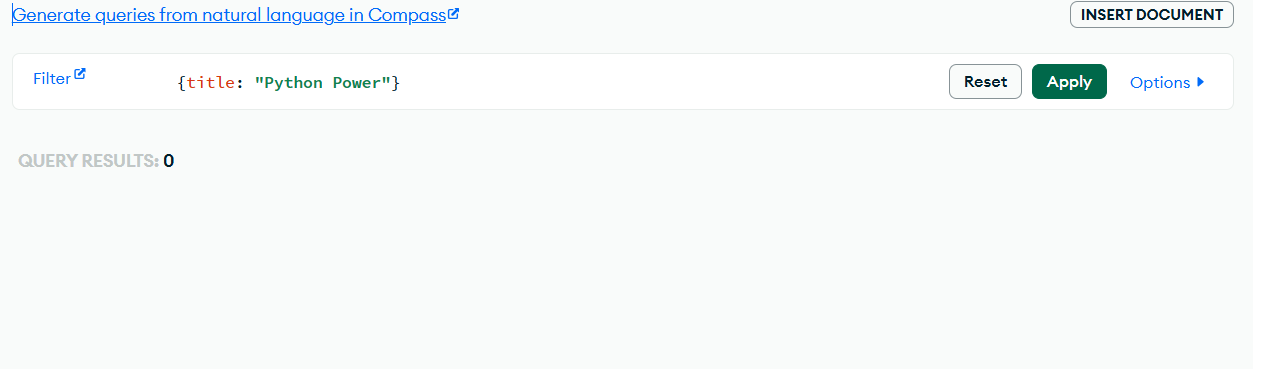 Generate queries from natural language in Compass
INSERT DOCUMENT
Filter {title: "Python Power"} Reset Apply Options
QUERY RESULTS: 0